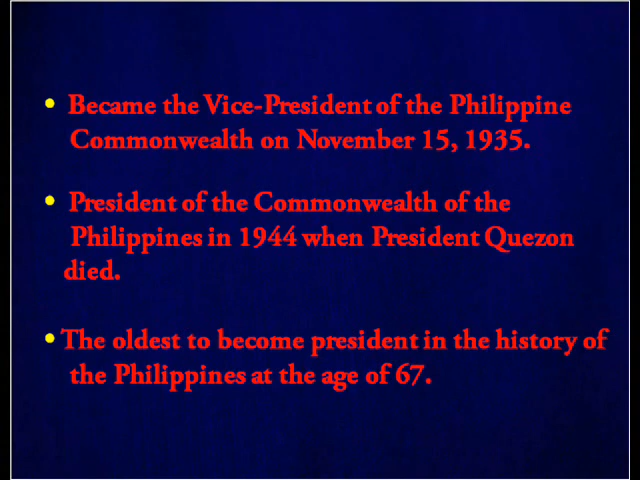 • Became the Vice-President of the Philippine
Commonwealth on November 15, 1935.
• President of the Commonwealth of the
Philippines in 1944 when President Quezon
died.
• The oldest to become president in the history of
the Philippines at the age of 67.